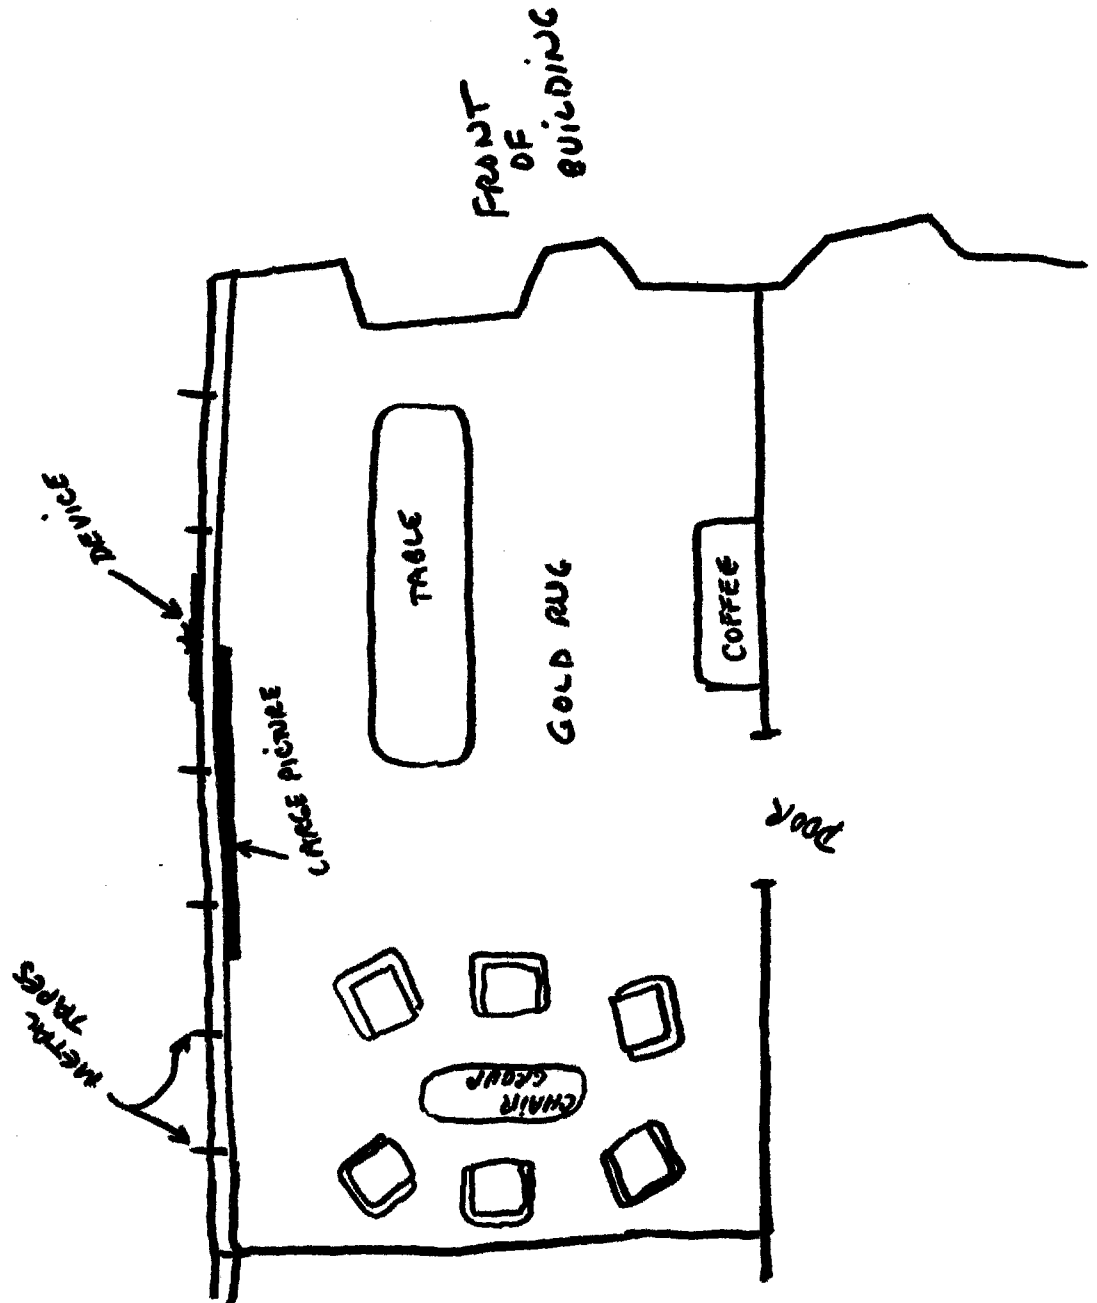 FRONT
OF
BUILDING
DEVICE
TABLE
GOLD RUG
COFFEE
LARGE PICTURE
DOOR
METAL
TAPES
CHAIR
GROUP